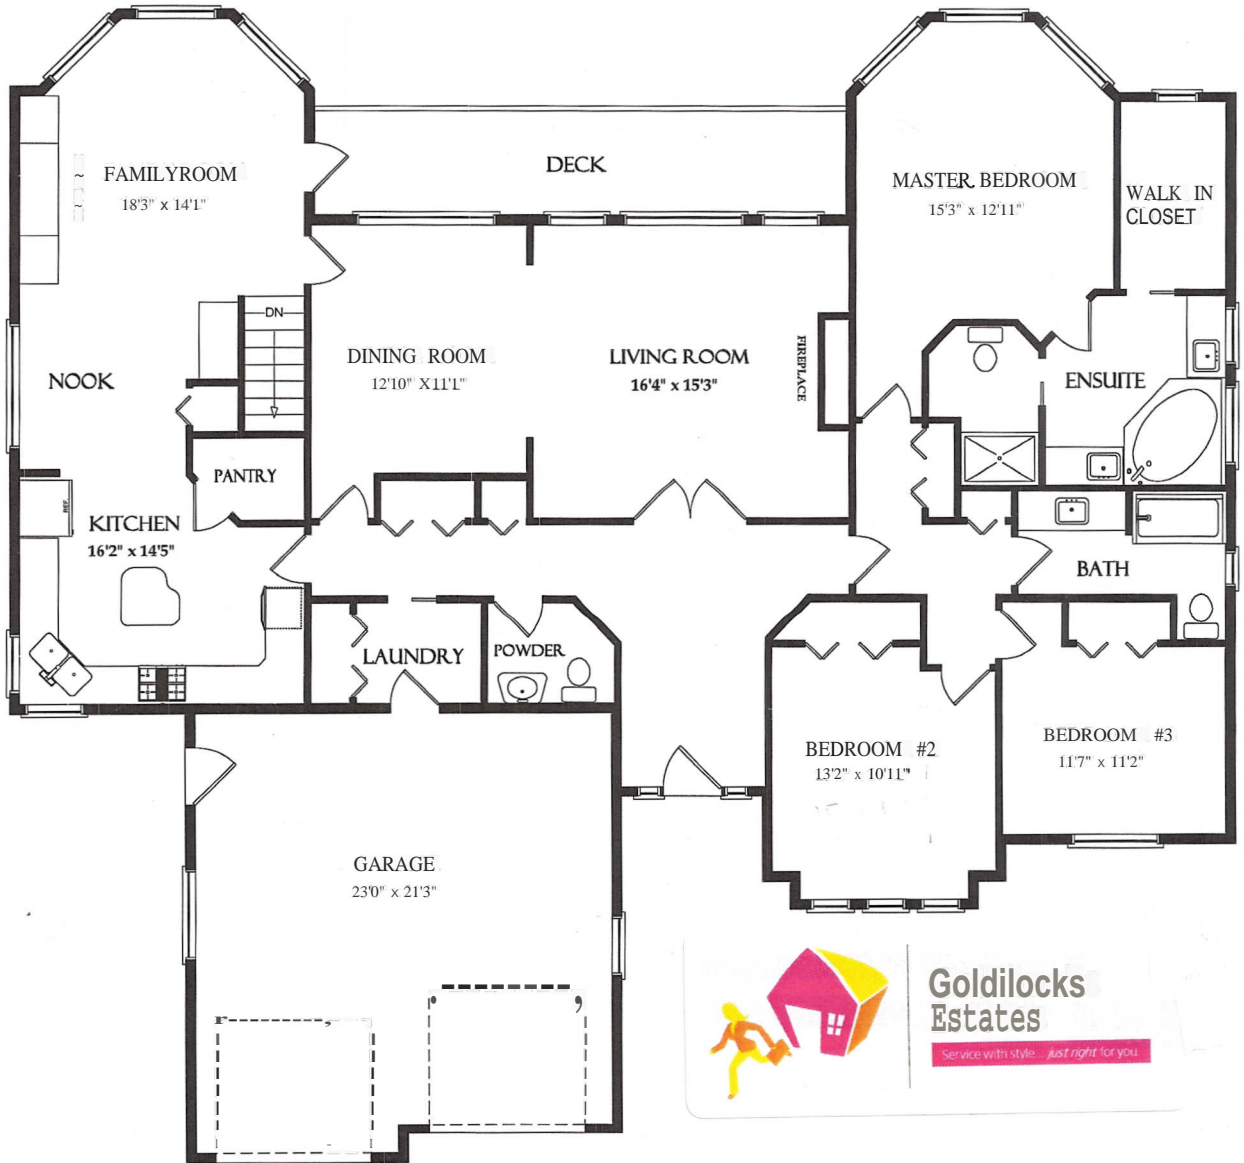 DECK
~ FAMILYROOM
~ 18'3" x 14'1"
MASTER BEDROOM
15'3" x 12'11"
WALK IN
CLOSET
DN
NOOK
DINING ROOM
12'10" X 11'1"
LIVING ROOM
16'4" x 15'3"
FIREPLACE
ENSUITE
PANTRY
REF.
KITCHEN
16'2" x 14'5"
BATH
LAUNDRY
POWDER
BEDROOM #2
13'2" x 10'11"
BEDROOM #3
11'7" x 11'2"
GARAGE
23'0" x 21'3"
Goldilocks
Estates
Service with style... just right for you